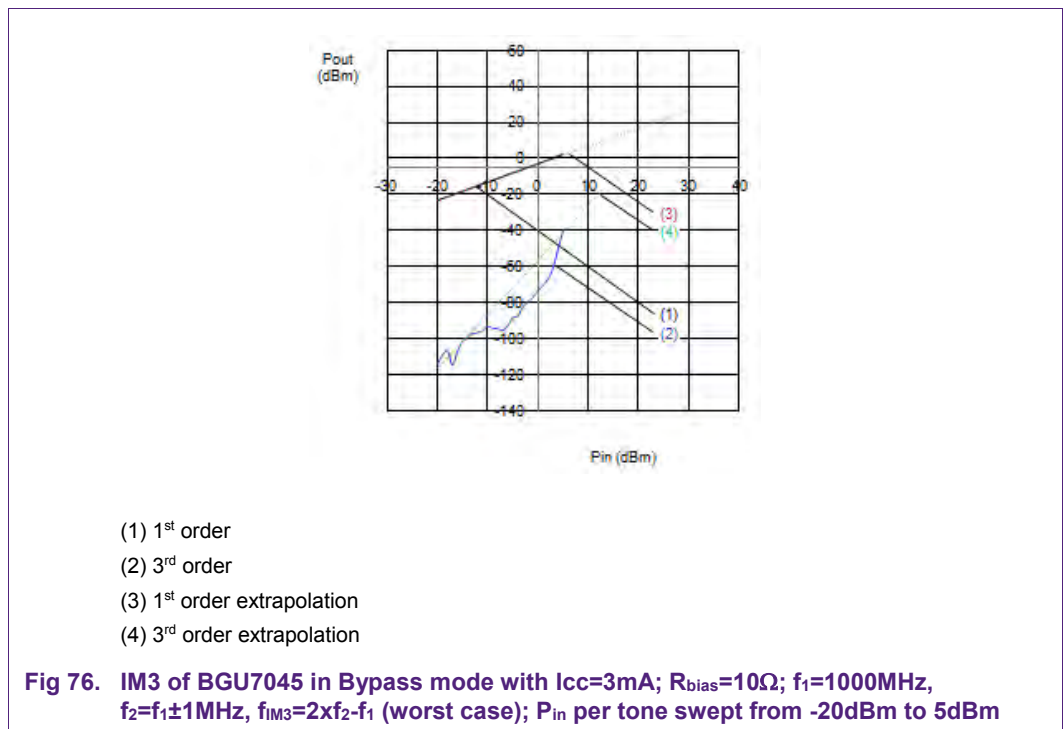 Pout
(dBm)
60
40
20
0
-30 -20 -10 0 10 20 30 40
-20
(3)
-40
(4)
-60
-80
(1)
-100
(2)
-120
-140
Pin (dBm)
(1) 1st order
(2) 3rd order
(3) 1st order extrapolation
(4) 3rd order extrapolation
Fig 76. IM3 of BGU7045 in Bypass mode with Icc=3mA; Rbias=10Ω; f1=1000MHz,
f2=f1±1MHz, fIM3=2xf2-f1 (worst case); Pin per tone swept from -20dBm to 5dBm